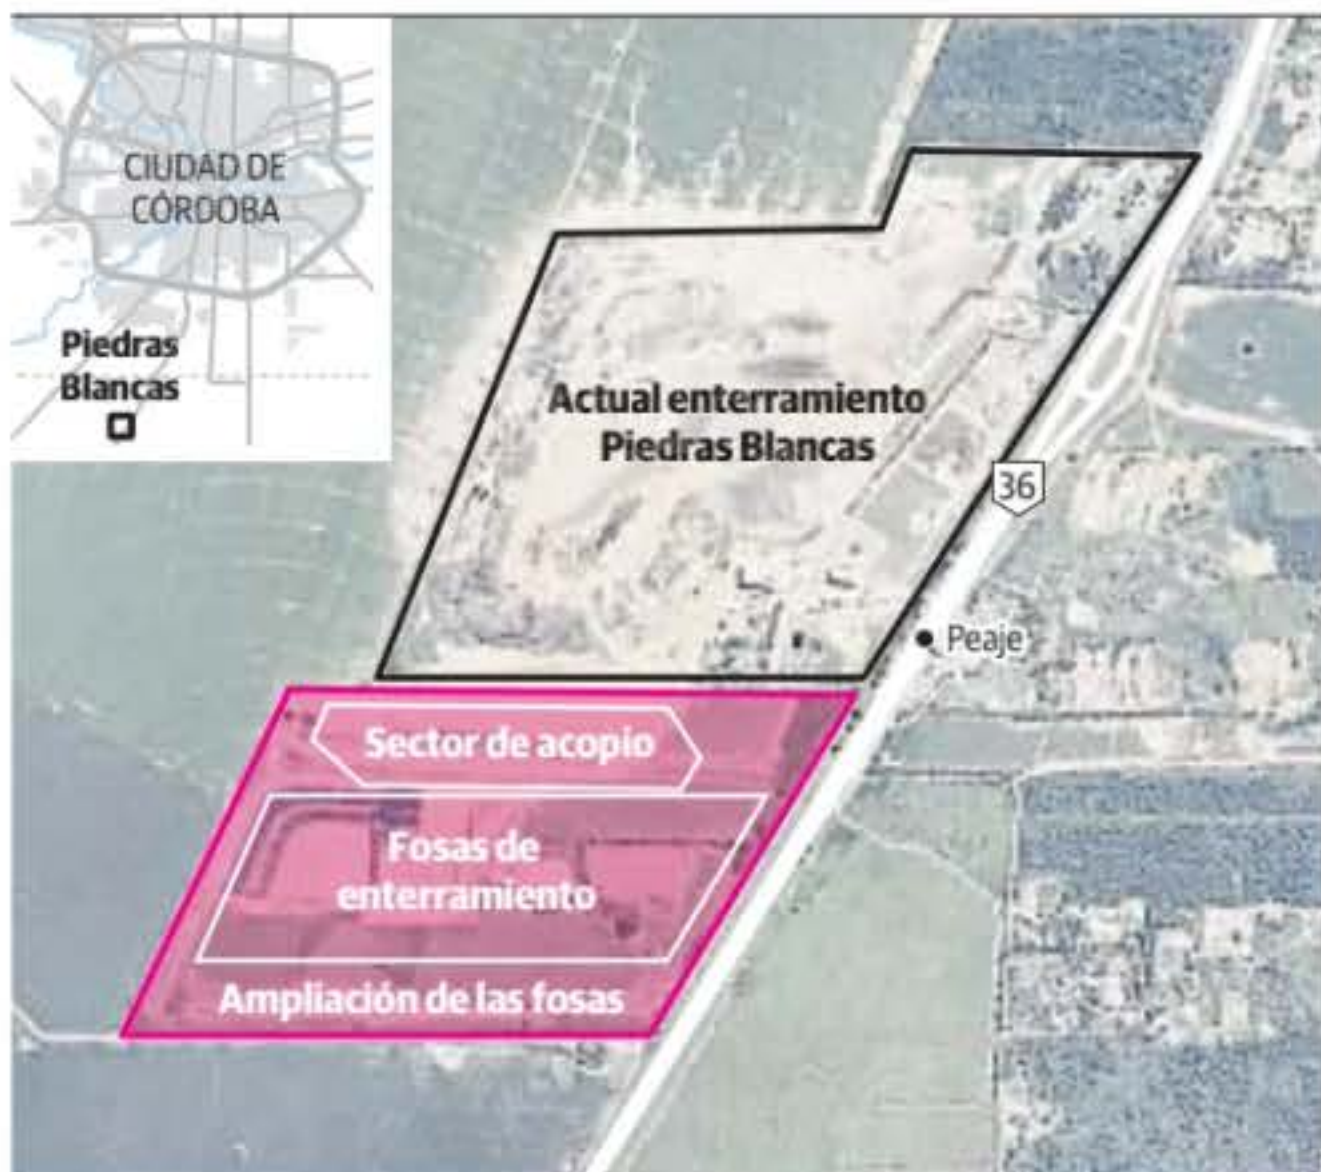 CIUDAD DE
CÓRDOBA
Piedras
Blancas
Actual enterramiento
Piedras Blancas
36
Peaje
Sector de acopio
Fosas de
enterramiento
Ampliación de las fosas